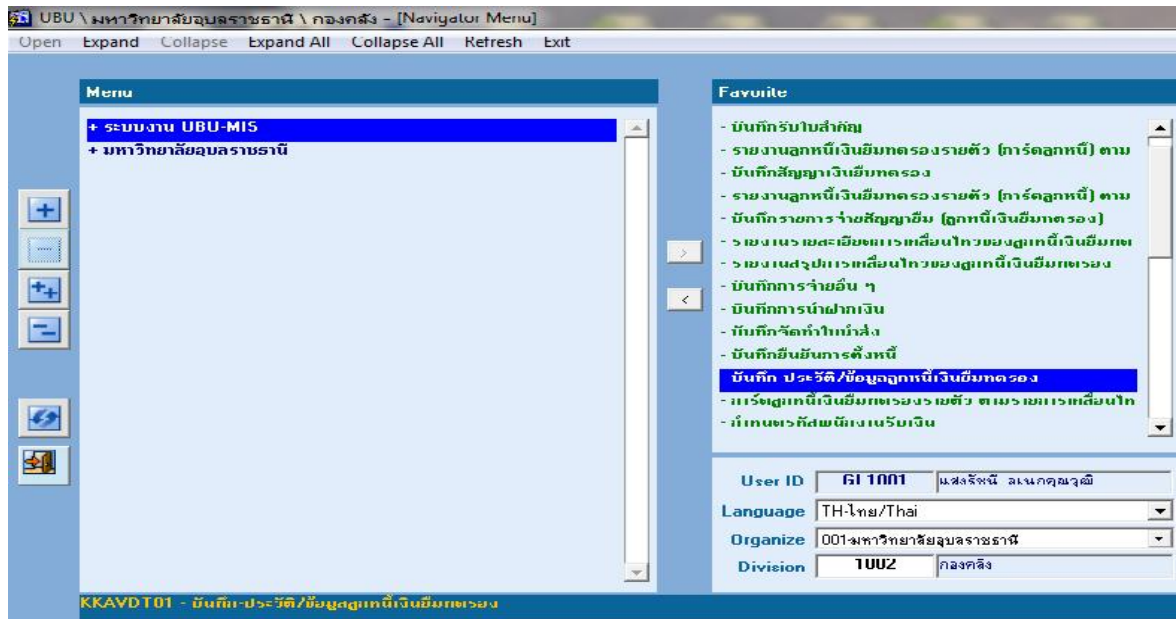 UBU \ มหาวิทยาลัยอุบลราชธานี \ กองคลัง - [Navigator Menu]
Open Expand Collapse Expand All Collapse All Refresh Exit
Menu
+ ระบบงาน UBU-MIS
+ มหาวิทยาลัยอุบลราชธานี
Favorite
- บันทึกรับใบสำคัญ
- รายงานลูกหนี้เงินยืมทดรองรายตัว (การ์ดลูกหนี้) ตาม
- บันทึกสัญญาเงินยืมทดรอง
- รายงานลูกหนี้เงินยืมทดรองรายตัว (การ์ดลูกหนี้) ตาม
- บันทึกรายการจ่ายสัญญายืม (ลูกหนี้เงินยืมทดรอง)
- รายงานรายละเอียดการเคลื่อนไหวของลูกหนี้เงินยืมทด
- รายงานสรุปการเคลื่อนไหวของลูกหนี้เงินยืมทดรอง
- บันทึกการจ่ายอื่น ๆ
- บันทึกการนำฝากเงิน
- บันทึกจัดทำใบนำส่ง
- บันทึกยืนยันการตั้งหนี้
บันทึก ประวัติ/ข้อมูลลูกหนี้เงินยืมทดรอง
- การ์ดลูกหนี้เงินยืมทดรองรายตัว ตามรายการเคลื่อนไห
- กำหนดรหัสพนักงานรับเงิน
User ID GL1001 แสงรัชนี
Language TH-ไทย/Thai
Organize 001-มหาวิทยาลัยอุบลราชธานี
Division 1002 กองคลัง
KKAVDT01 - บันทึก-ประวัติ/ข้อมูลลูกหนี้เงินยืมทดรอง